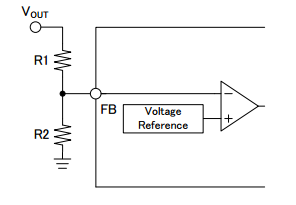 VOUT
R1
FB
Voltage
Reference
−
+
R2